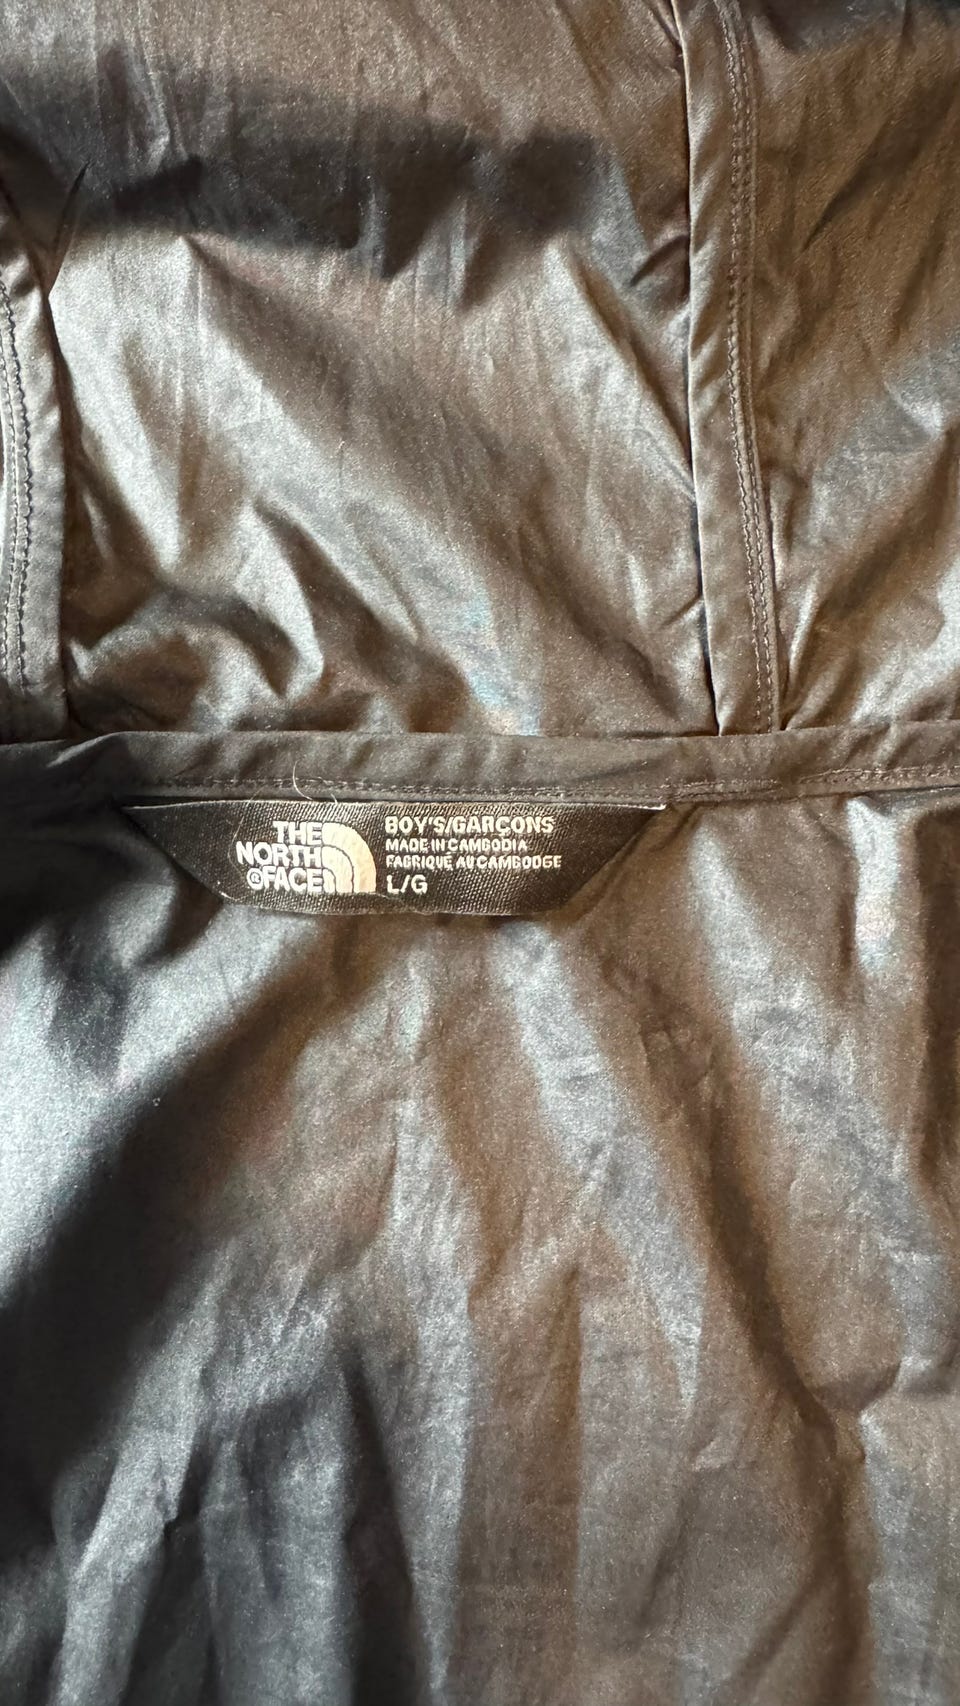 THE
NORTH
®FACE
BOY'S/GARÇONS
MADE IN CAMBODIA
FABRIQUÉ AU CAMBODGE
L/G